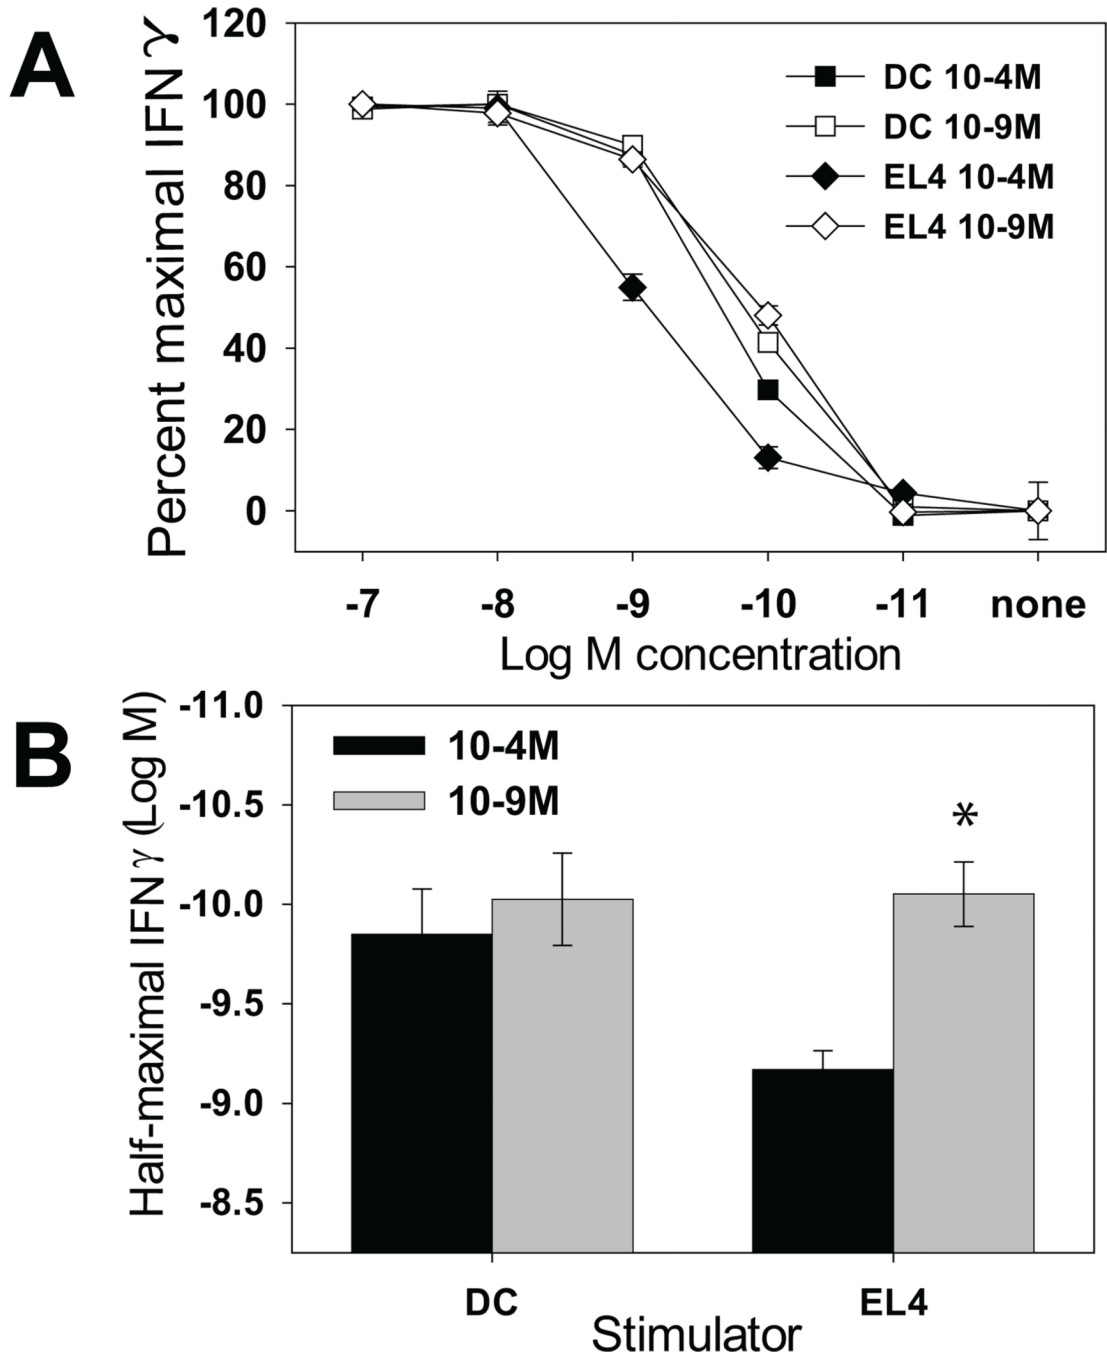 A
Percent maximal IFN γ
120
100
80
60
40
20
0
DC 10-4M
DC 10-9M
EL4 10-4M
EL4 10-9M
-7 -8 -9 -10 -11 none
Log M concentration
B
Half-maximal IFN γ (Log M)
-11.0
-10.5
-10.0
-9.5
-9.0
-8.5
10-4M
10-9M
*
DC EL4
Stimulator